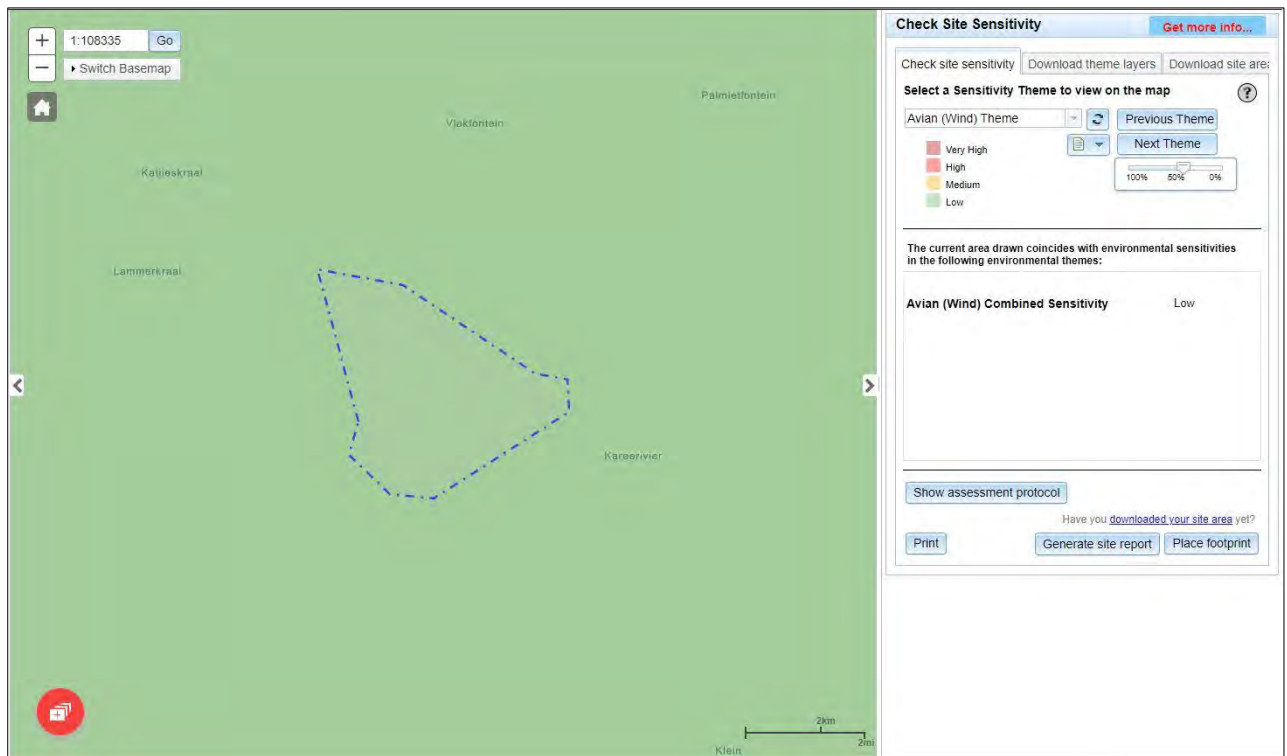 1:108335 Go
Switch Basemap
Palmietfontein
Vlakfontein
Kallieskraal
Lammerkraal
Kareerivier
2km
2mi
Klein
Check Site Sensitivity
Get more info...
Check site sensitivity
Download theme layers
Download site area
Select a Sensitivity Theme to view on the map
?
Avian (Wind) Theme
Previous Theme
Next Theme
Very High
High
Medium
Low
100% 50% 0%
The current area drawn coincides with environmental sensitivities
in the following environmental themes:
Avian (Wind) Combined Sensitivity Low
Show assessment protocol
Have you downloaded your site area yet?
Print
Generate site report
Place footprint